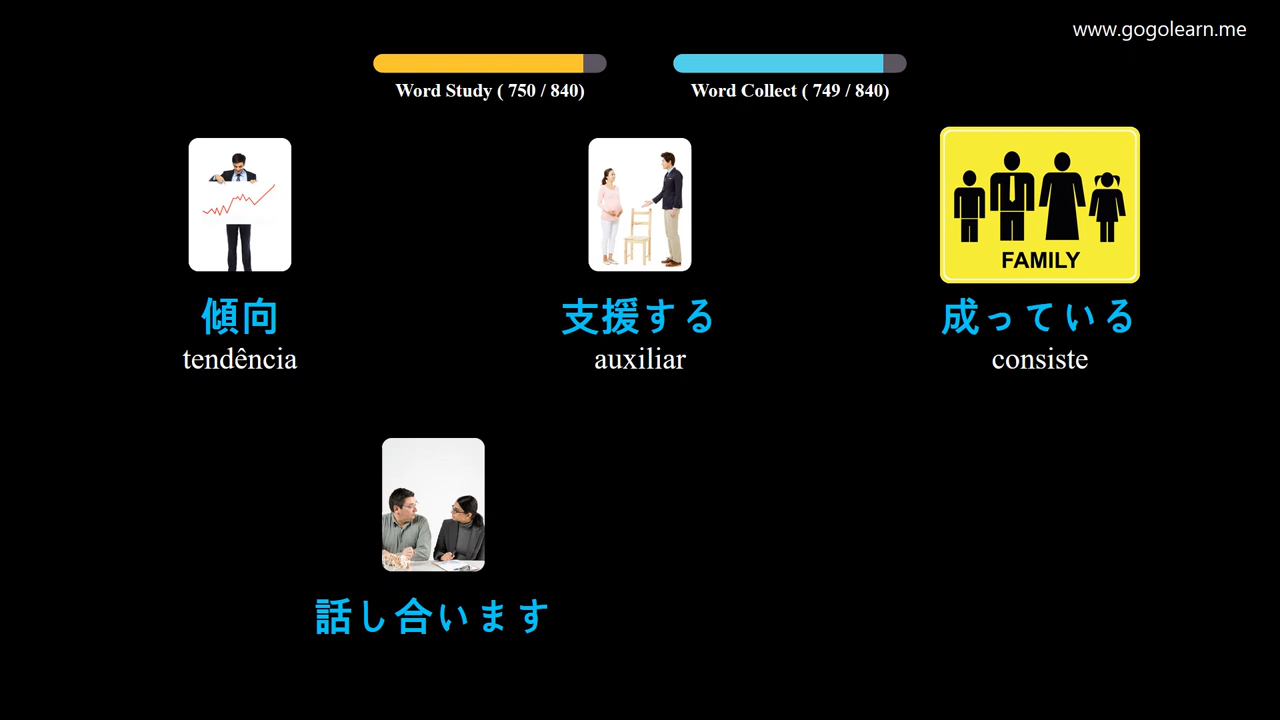 www.gogolearn.me
Word Study ( 750 / 840)
Word Collect ( 749 / 840)
傾向
tendência
支援する
auxiliar
FAMILY
成っている
consiste
話し合います